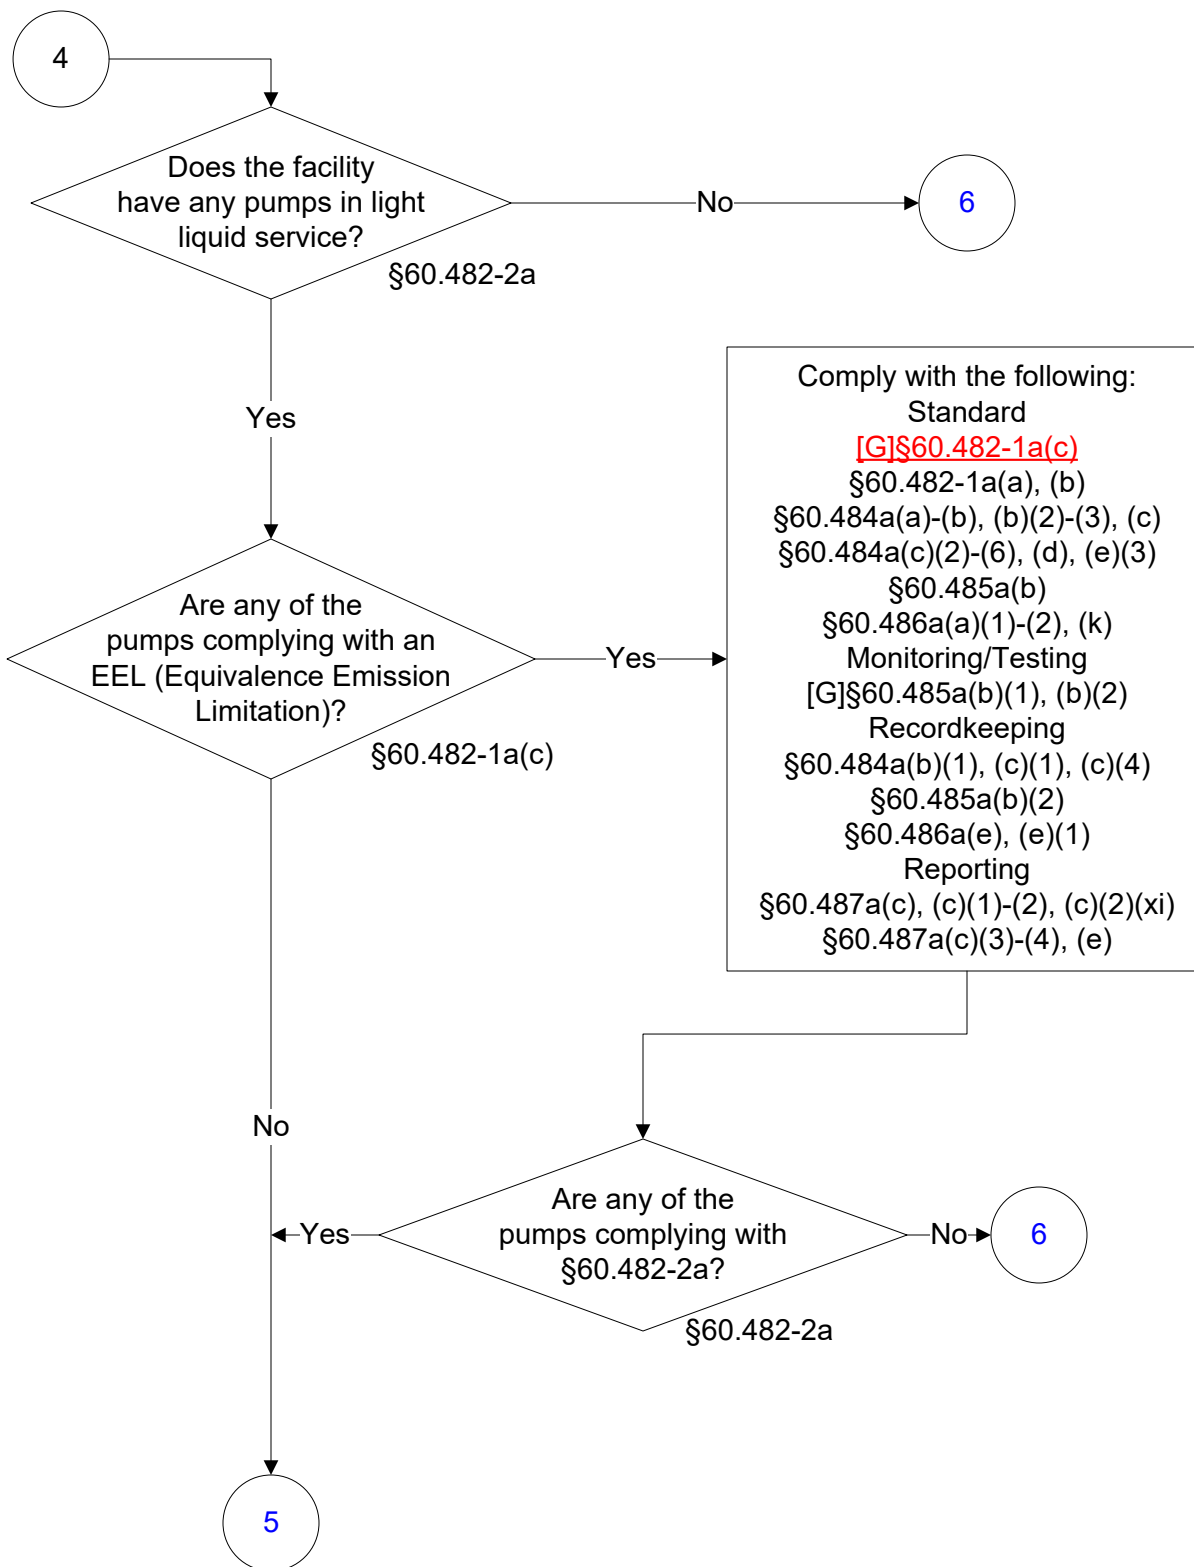 4
Does the facility
have any pumps in light
liquid service?
§60.482-2a
No
6
Yes
Are any of the
pumps complying with an
EEL (Equivalence Emission
Limitation)?
§60.482-1a(c)
Yes
Comply with the following:
Standard
[G]§60.482-1a(c)
§60.482-1a(a), (b)
§60.484a(a)-(b), (b)(2)-(3), (c)
§60.484a(c)(2)-(6), (d), (e)(3)
§60.485a(b)
§60.486a(a)(1)-(2), (k)
Monitoring/Testing
[G]§60.485a(b)(1), (b)(2)
Recordkeeping
§60.484a(b)(1), (c)(1), (c)(4)
§60.485a(b)(2)
§60.486a(e), (e)(1)
Reporting
§60.487a(c), (c)(1)-(2), (c)(2)(xi)
§60.487a(c)(3)-(4), (e)
No
Are any of the
pumps complying with
§60.482-2a?
§60.482-2a
Yes
No
6
5